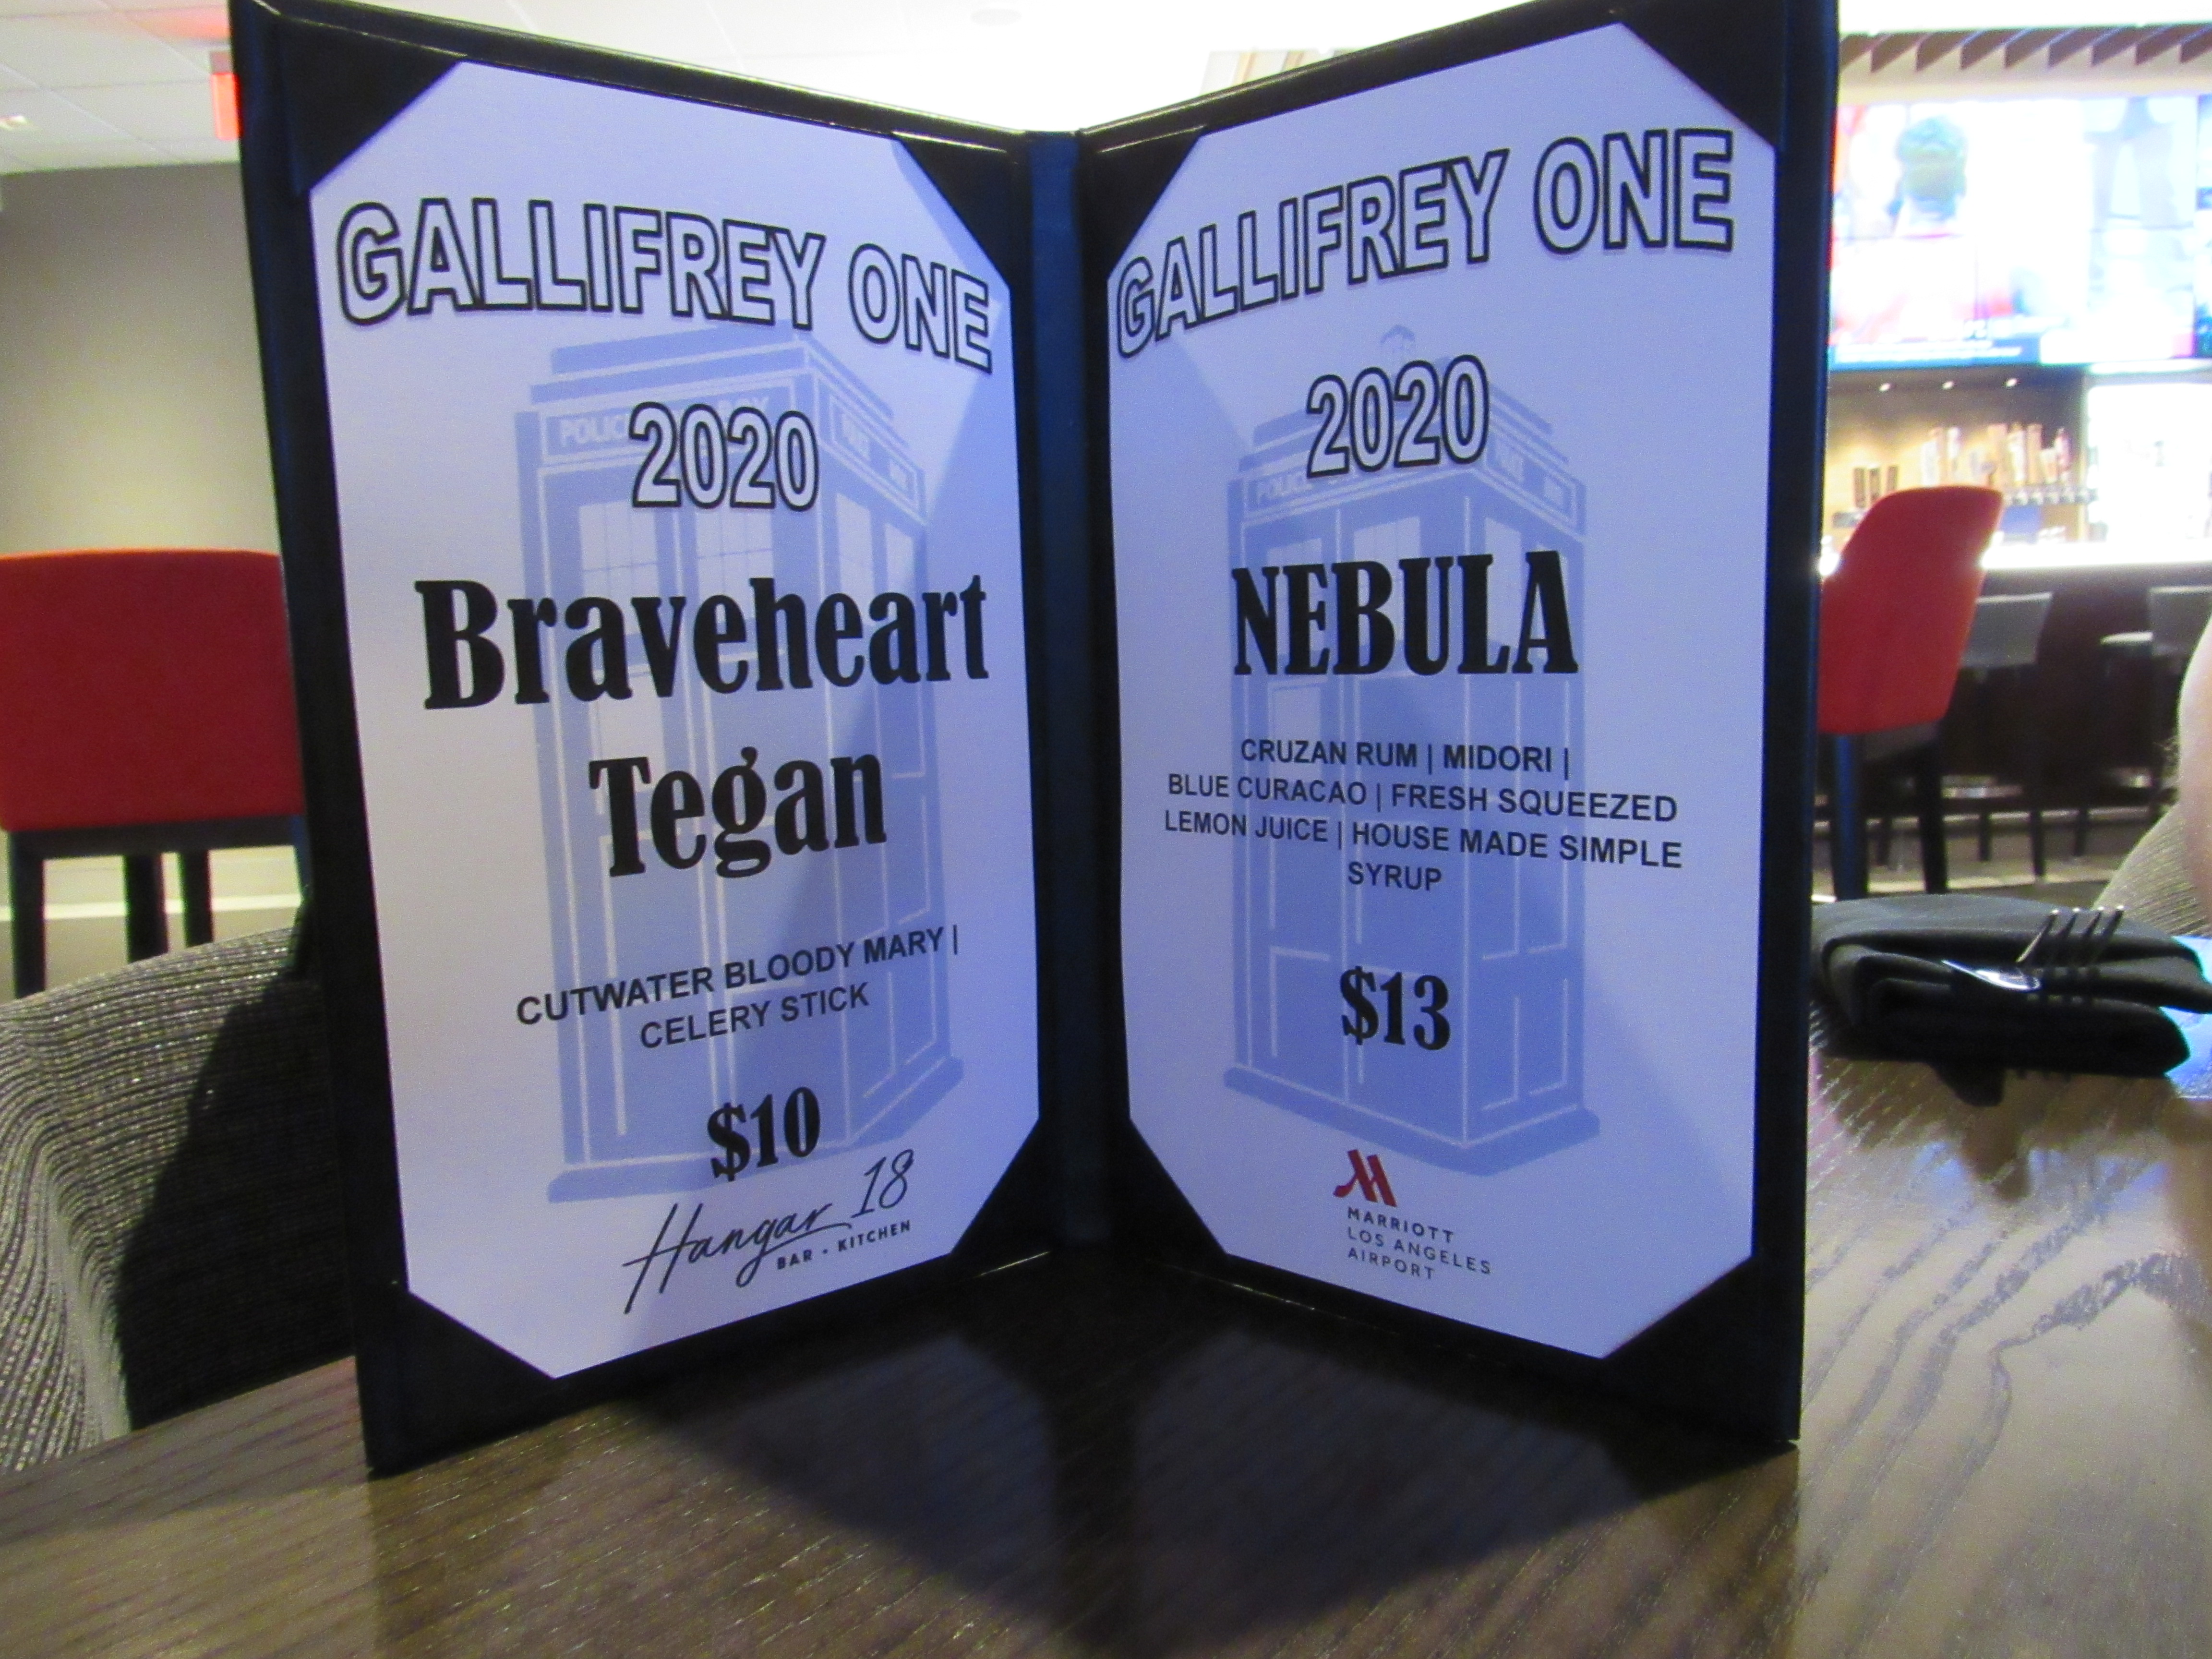 GALLIFREY ONE
2020
Braveheart
Tegan
CUTWATER BLOODY MARY |
CELERY STICK
$10
Hangar 18
BAR • KITCHEN
GALLIFREY ONE
2020
NEBULA
CRUZAN RUM | MIDORI |
BLUE CURACAO | FRESH SQUEEZED
LEMON JUICE | HOUSE MADE SIMPLE
SYRUP
$13
MARRIOTT
LOS ANGELES
AIRPORT